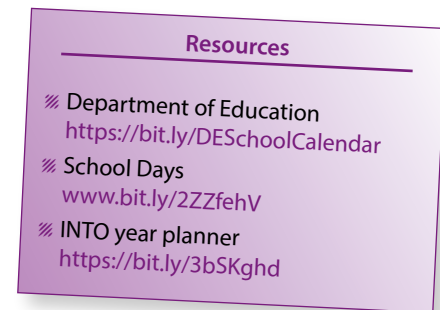 Resources
Department of Education
https://bit.ly/DESchoolCalendar
School Days
www.bit.ly/2ZZfehV
INTO year planner
https://bit.ly/3bSKghd